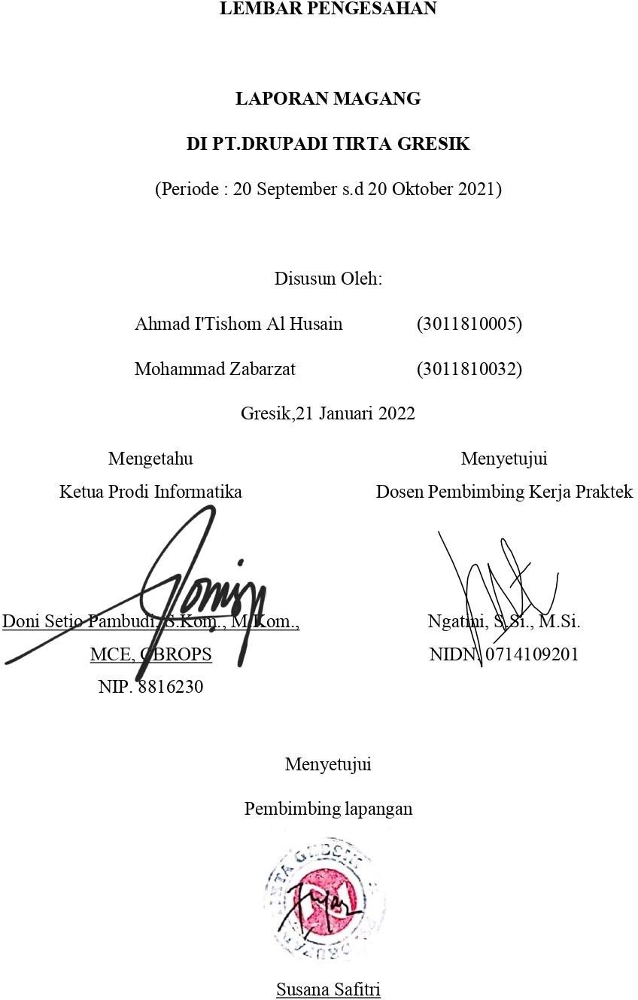 LEMBAR PENGESAHAN
LAPORAN MAGANG
DI PT.DRUPADI TIRTA GRESIK
(Periode : 20 September s.d 20 Oktober 2021)
Disusun Oleh:
Ahmad I'Tishom Al Husain (3011810005)
Mohammad Zabarzat (3011810032)
Gresik,21 Januari 2022
Mengetahu Menyetujui
Ketua Prodi Informatika Dosen Pembimbing Kerja Praktek
Doni Setio Pambudi, S.Kom., M.Kom., Ngatini, S.Si., M.Si.
MCE, CBROPS NIDN. 0714109201
NIP. 8816230
Menyetujui
Pembimbing lapangan
GRESIK
Susana Safitri